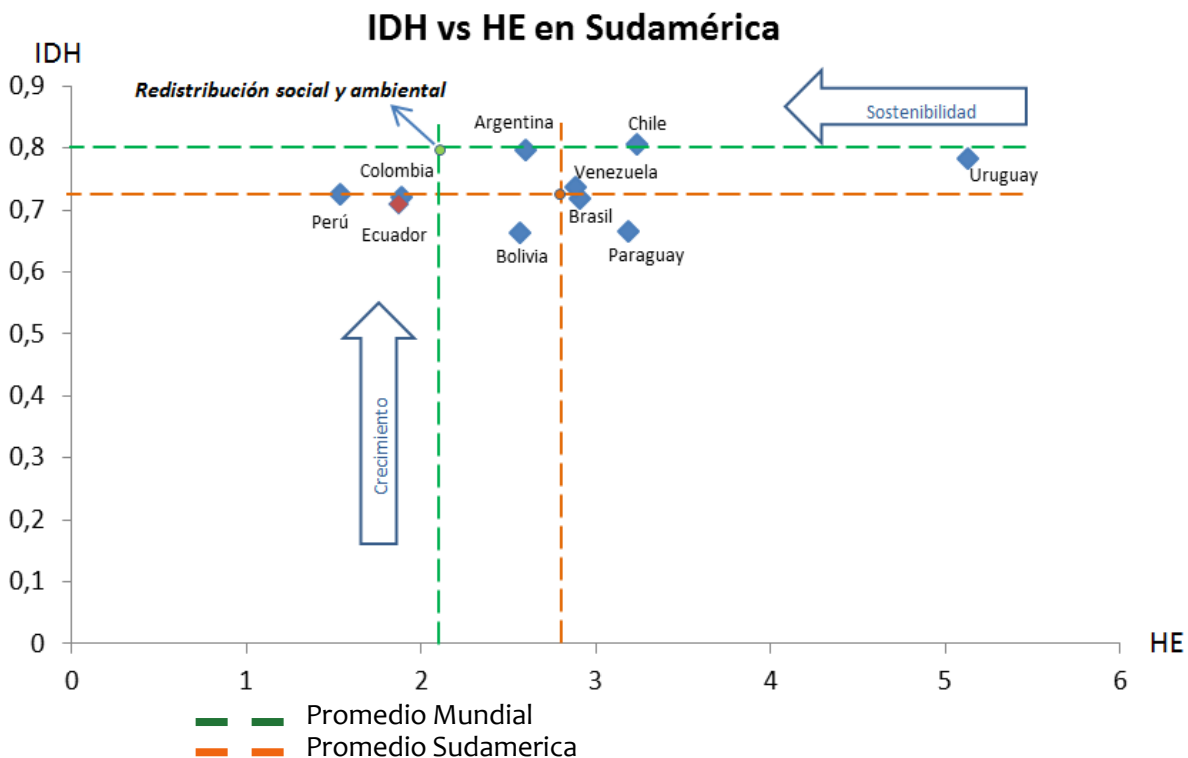 IDH vs HE en Sudamérica
IDH
0,9
Redistribución social y ambiental
Argentina
Chile
Sostenibilidad
0,8
Colombia
Venezuela
Uruguay
0,7
Perú
Ecuador
Brasil
Bolivia
Paraguay
0,6
0,5
0,4
Crecimiento
0,3
0,2
0,1
0
HE
0 1 2 3 4 5 6
Promedio Mundial
Promedio Sudamerica